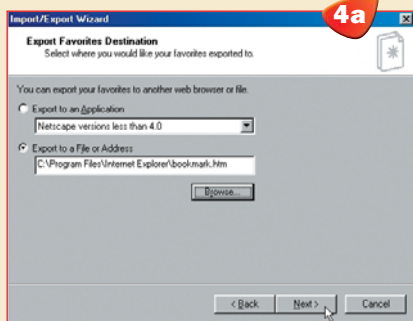 4a
Import/Export Wizard
Export Favorites Destination
Select where you would like your favorites exported to.
You can export your favorites to another web browser or file.
Export to an Application
Netscape versions less than 4.0
Export to a File or Address
C:\Program Files\Internet Explorer\bookmark.htm
Browse...
< Back Next > Cancel